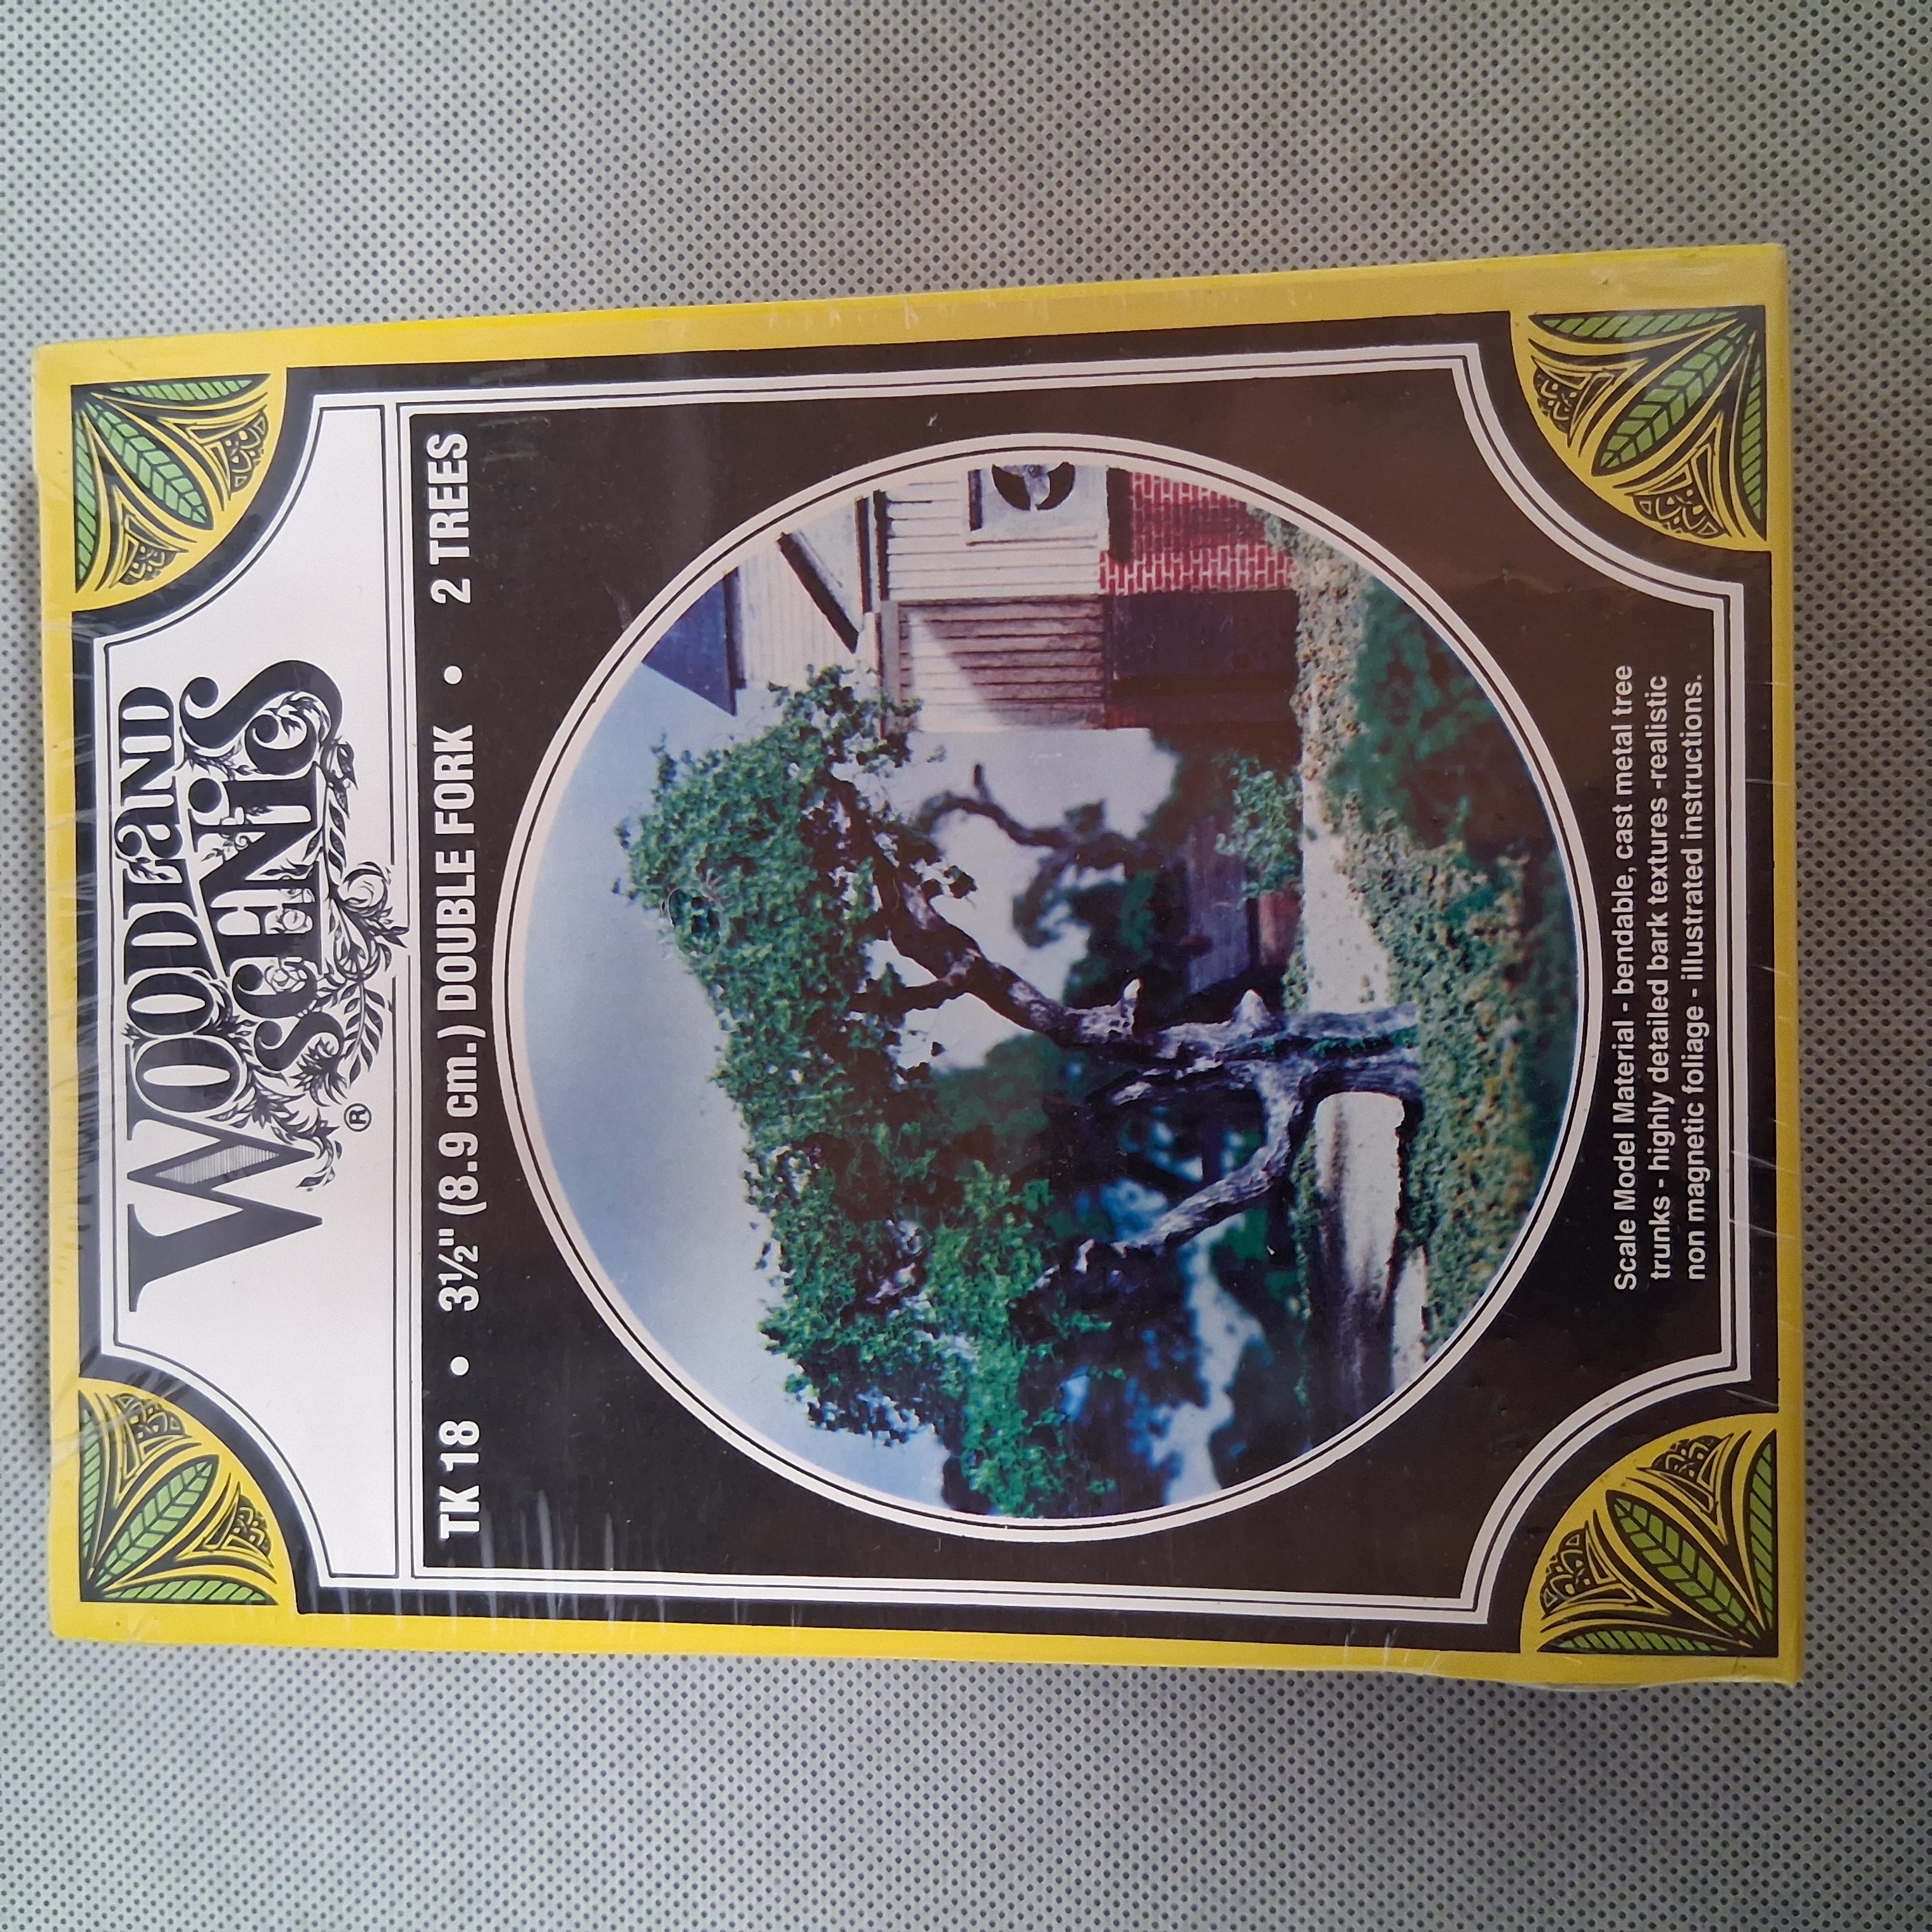 WOODLAND
SCENICS®
TK 18 • 3½" (8.9 cm.) DOUBLE FORK • 2 TREES
Scale Model Material - bendable, cast metal tree
trunks - highly detailed bark textures -realistic
non magnetic foliage - illustrated instructions.